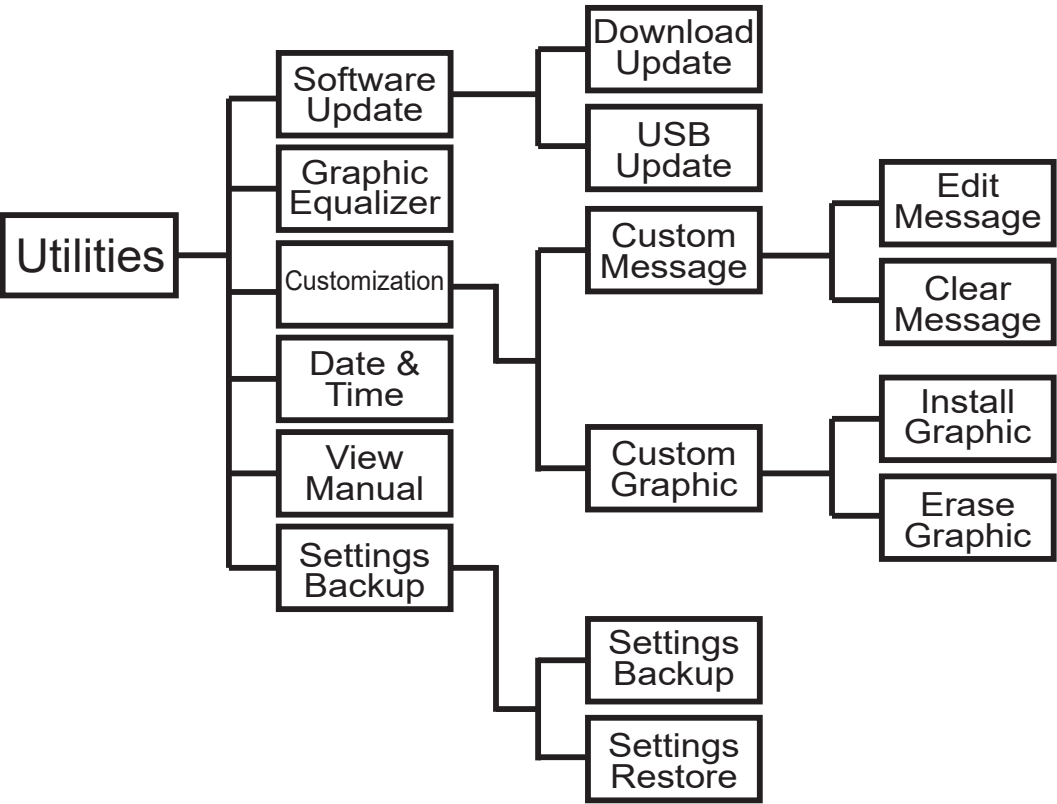 Utilities
Software
Update
Graphic
Equalizer
Customization
Date &
Time
View
Manual
Settings
Backup
Download
Update
USB
Update
Custom
Message
Custom
Graphic
Settings
Backup
Settings
Restore
Edit
Message
Clear
Message
Install
Graphic
Erase
Graphic